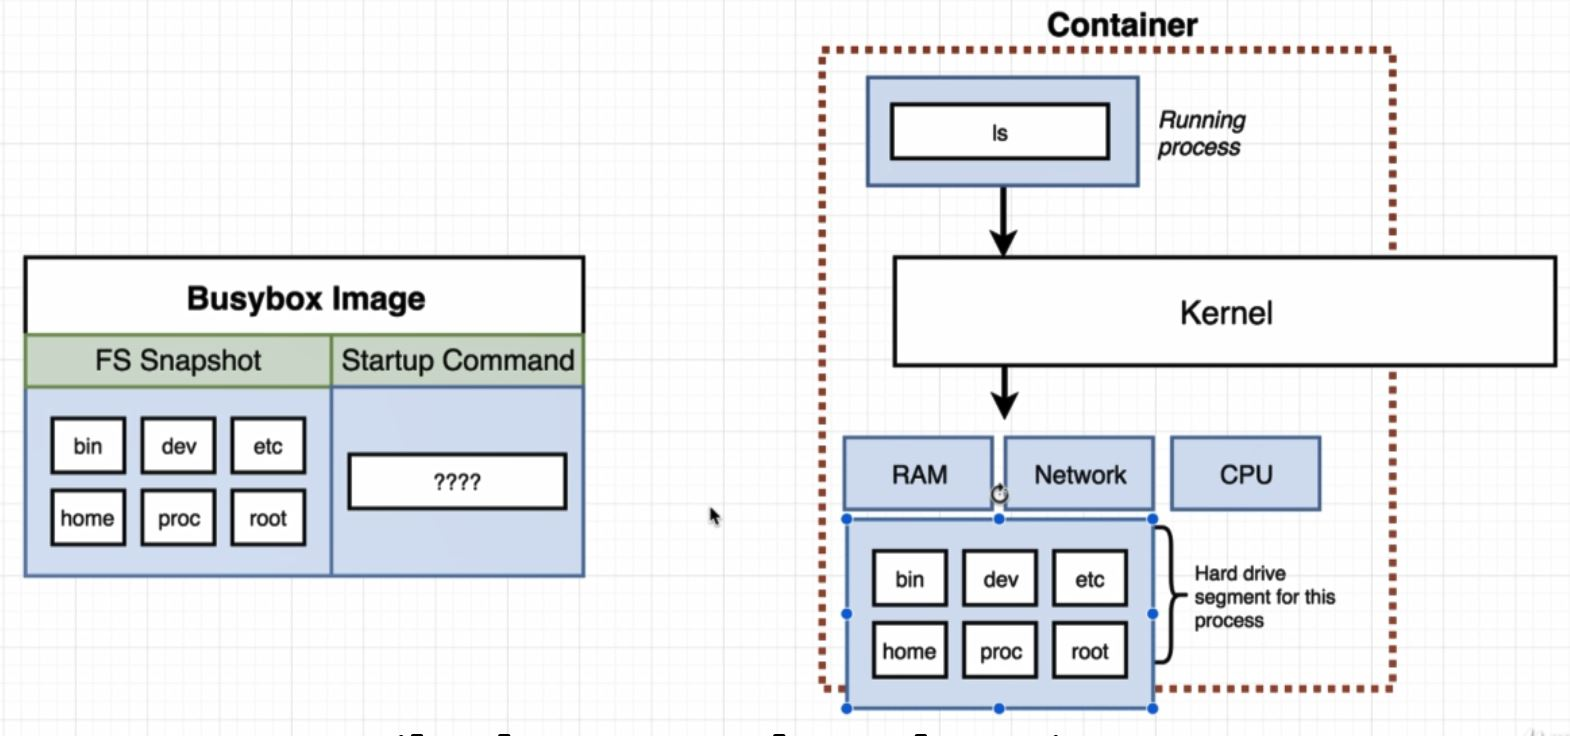 Container
ls
Running
process
Kernel
Busybox Image
FS Snapshot
Startup Command
bin
dev
etc
home
proc
root
????
RAM
Network
CPU
bin
dev
etc
home
proc
root
Hard drive
segment for this
process